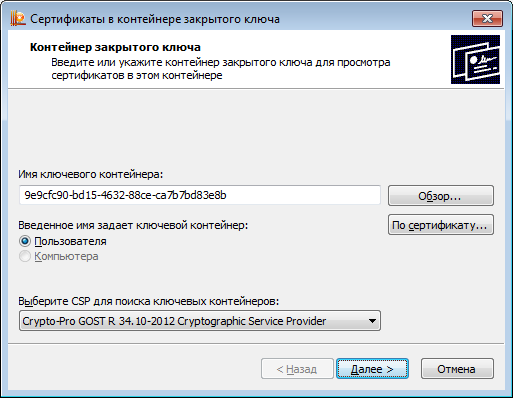 Сертификаты в контейнере закрытого ключа
Контейнер закрытого ключа
Введите или укажите контейнер закрытого ключа для просмотра
сертификатов в этом контейнере
Имя ключевого контейнера:
9e9cfc90-bd15-4632-88ce-ca7b7bd83e8b
Обзор...
Введенное имя задает ключевой контейнер:
По сертификату...
Пользователя
Компьютера
Выберите CSP для поиска ключевых контейнеров:
Crypto-Pro GOST R 34.10-2012 Cryptographic Service Provider
< Назад
Далее >
Отмена